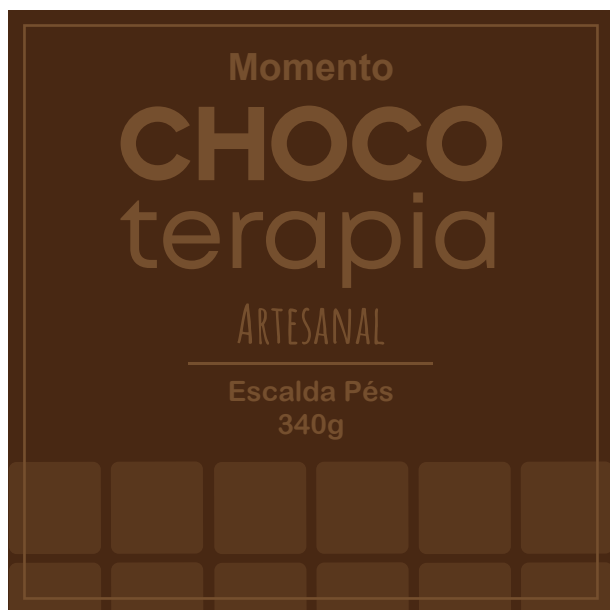 Momento
CHOCO
terapia
ARTESANAL
Escalda Pés
340g